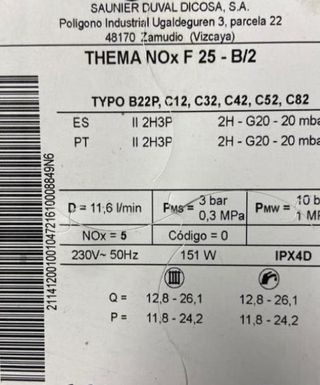 SAUNIER DUVAL DICOSA, S.A.
Polígono Industrial Ugaldeguren 3, parcela 22
48170 Zamudio (Vizcaya)
THEMA NOx F 25 - B/2
TYPO B22P, C12, C32, C42, C52, C82
ES II 2H3P 2H - G20 - 20 mba
PT II 2H3P 2H - G20 - 20 mba
D = 11,6 l/min PMS = 3 bar PMW = 10 b
0,3 MPa 1 MP
NOx = 5 Código = 0
230V~ 50Hz 151 W IPX4D
Q = 12,8 - 26,1 12,8 - 26,1
P = 11,8 - 24,2 11,8 - 24,2